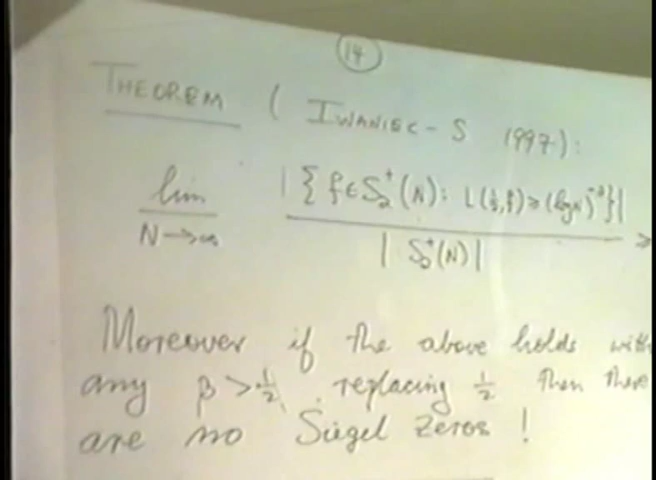 14
THEOREM ( IWANIEC - S 1997):
lim N→∞ |{f ∈ S₂⁺(N): L(½,f) ≥ (log N)⁻²}| / |S₂⁺(N)| ≥
Moreover if the above holds with
any β > ½ replacing ½ then there
are no Siegel zeros !